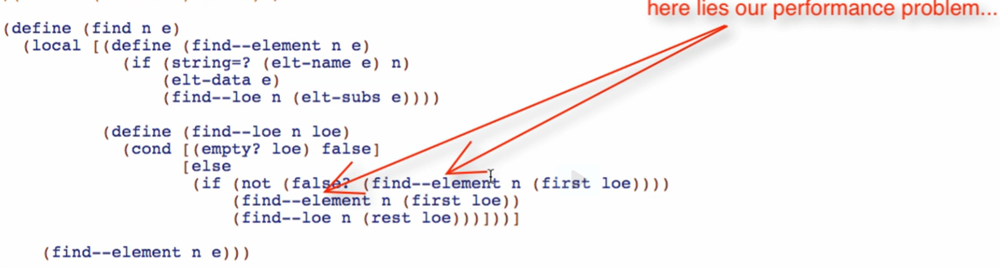 here lies our performance problem...
(define (find n e)
(local [(define (find--element n e)
(if (string=? (elt-name e) n)
(elt-data e)
(find--loe n (elt-subs e))))
(define (find--loe n loe)
(cond [(empty? loe) false]
[else
(if (not (false? (find--element n (first loe))))
(find--element n (first loe))
(find--loe n (rest loe)))]))]
(find--element n e)))